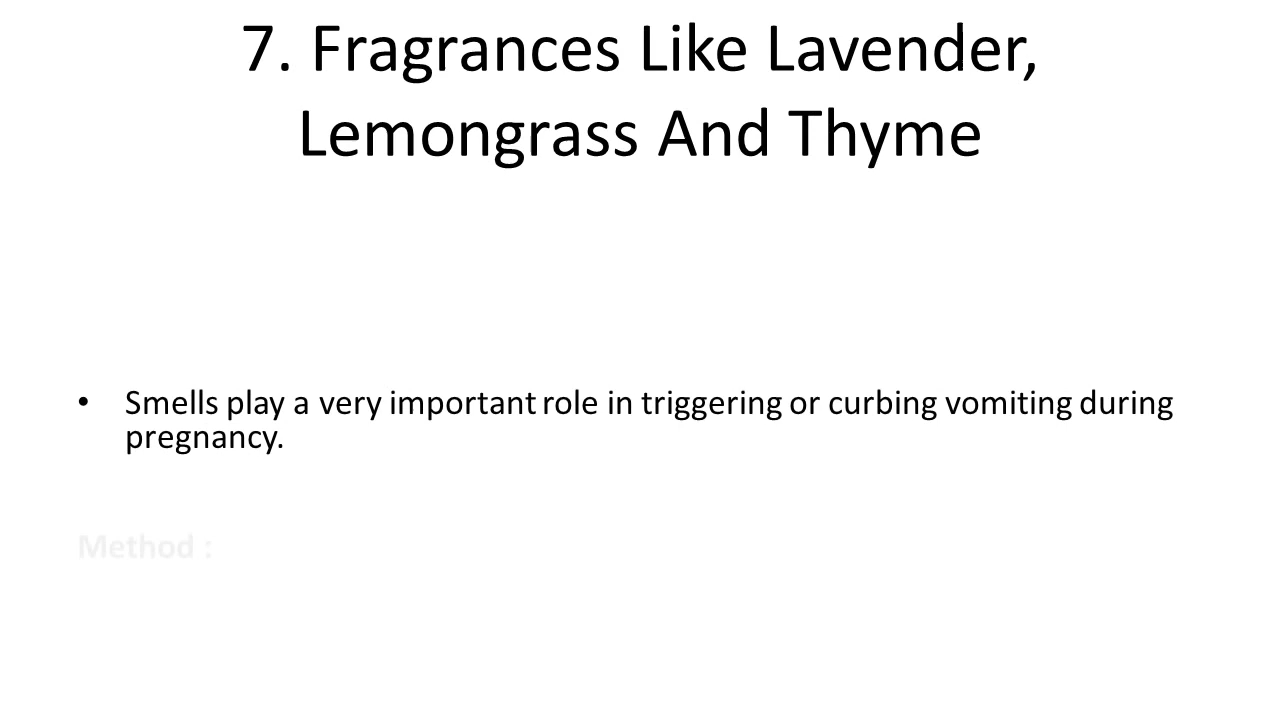 7. Fragrances Like Lavender,
Lemongrass And Thyme
• Smells play a very important role in triggering or curbing vomiting during
pregnancy.
Method :